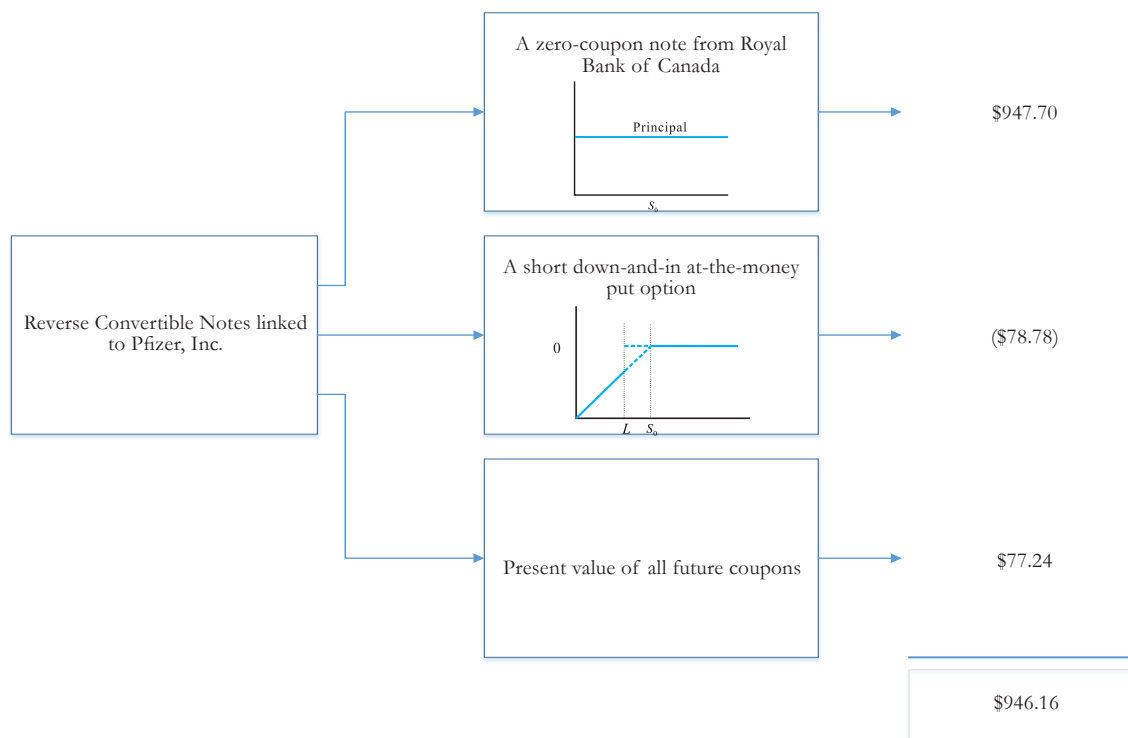 A zero-coupon note from Royal
Bank of Canada
Principal
S₀
$947.70
Reverse Convertible Notes linked
to Pfizer, Inc.
A short down-and-in at-the-money
put option
0
L S₀
($78.78)
Present value of all future coupons
$77.24
$946.16